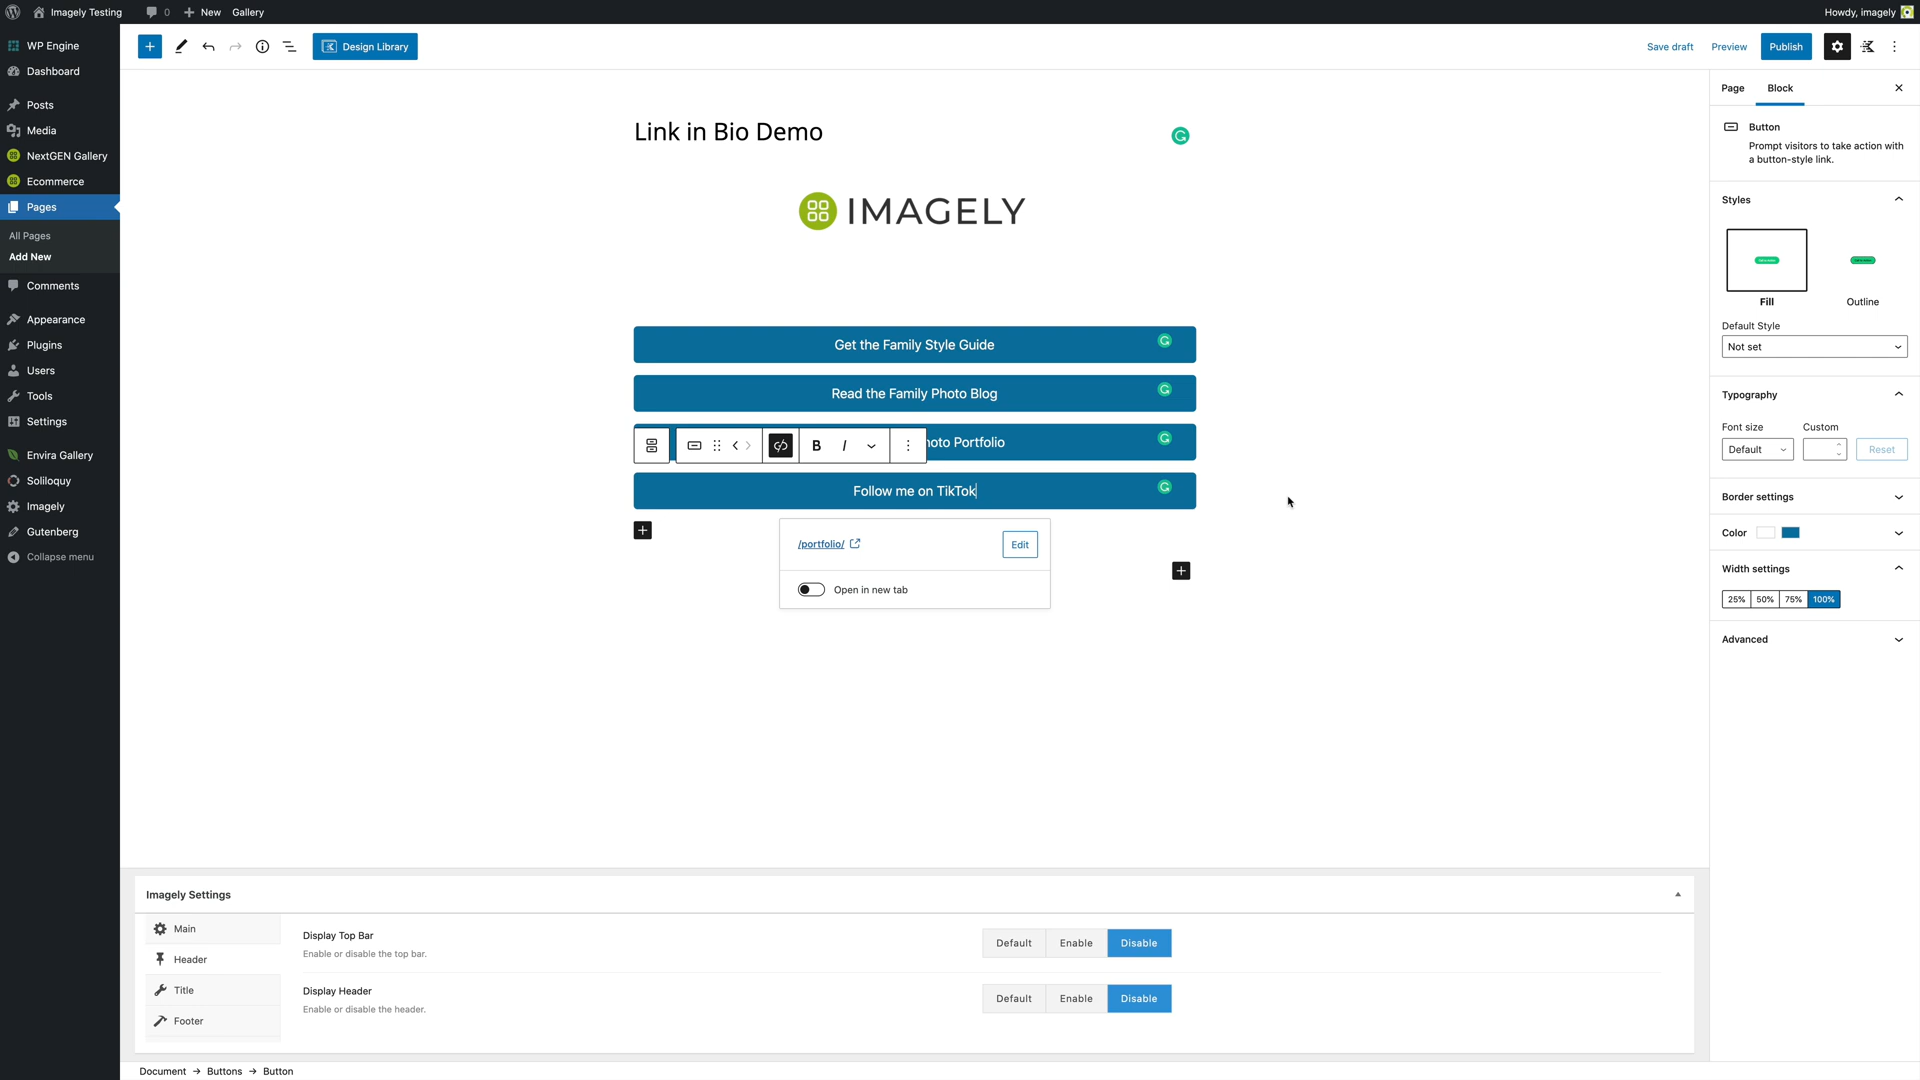 Imagely Testing
0
New
Gallery
Howdy, imagely
WP Engine
Dashboard
Posts
Media
NextGEN Gallery
Ecommerce
Pages
All Pages
Add New
Comments
Appearance
Plugins
Users
Tools
Settings
Envira Gallery
Soliloquy
Imagely
Gutenberg
Collapse menu
Design Library
Save draft
Preview
Publish
Link in Bio Demo
IMAGELY
Get the Family Style Guide
Read the Family Photo Blog
Portfolio
B I
Follow me on TikTok
/portfolio/
Edit
Open in new tab
Page
Block
Button
Prompt visitors to take action with
a button-style link.
Styles
Fill
Outline
Default Style
Not set
Typography
Font size
Custom
Default
Reset
Border settings
Color
Width settings
25% 50% 75% 100%
Advanced
Imagely Settings
Main
Header
Title
Footer
Display Top Bar
Enable or disable the top bar.
Default Enable Disable
Display Header
Enable or disable the header.
Default Enable Disable
Document → Buttons → Button